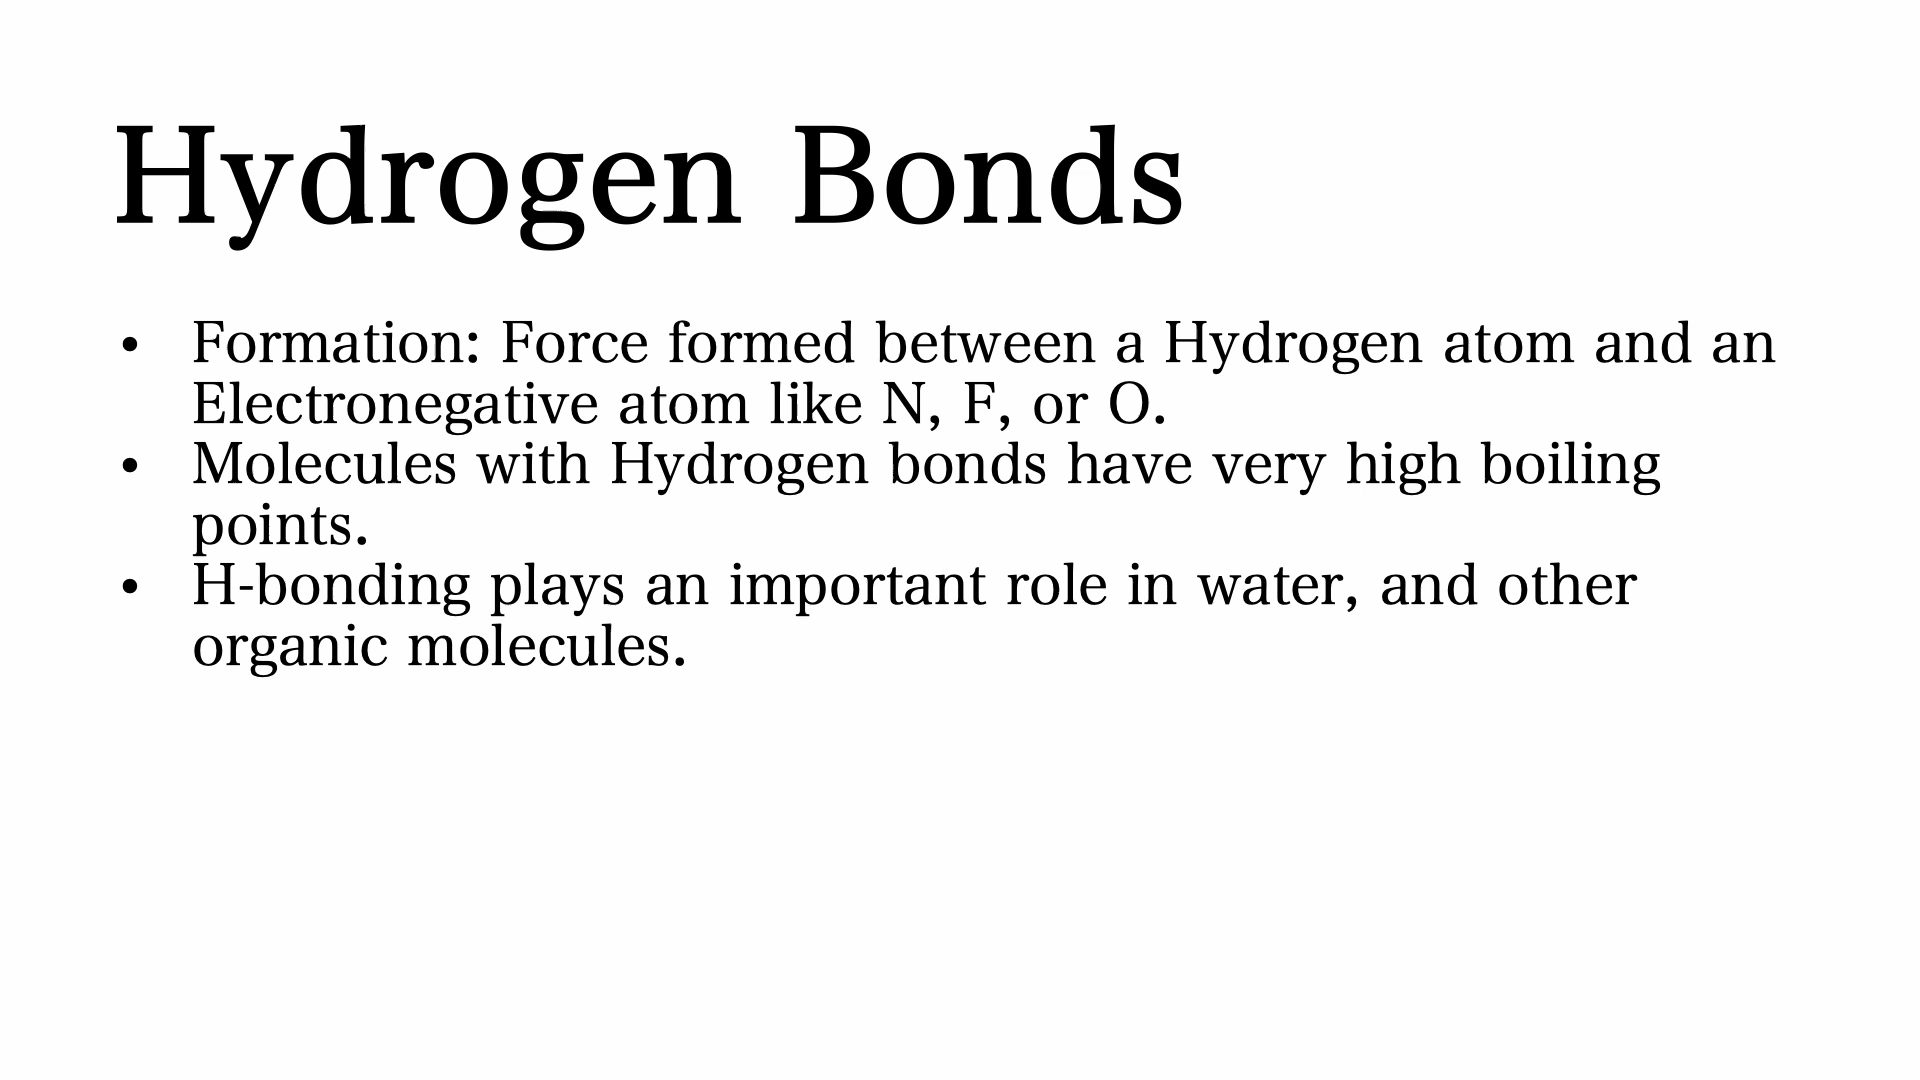 Hydrogen Bonds
• Formation: Force formed between a Hydrogen atom and an
Electronegative atom like N, F, or O.
• Molecules with Hydrogen bonds have very high boiling
points.
• H-bonding plays an important role in water, and other
organic molecules.